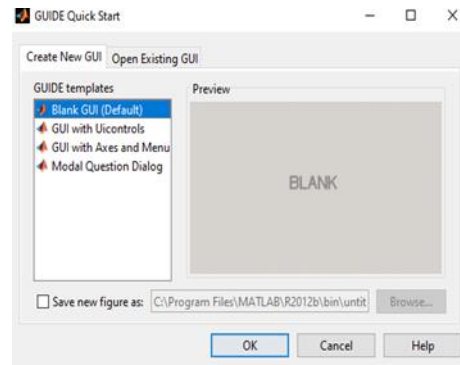 GUIDE Quick Start
Create New GUI
Open Existing GUI
GUIDE templates
Blank GUI (Default)
GUI with Uicontrols
GUI with Axes and Menu
Modal Question Dialog
Preview
BLANK
Save new figure as:
C:\Program Files\MATLAB\R2012b\bin\untit
Browse...
OK
Cancel
Help